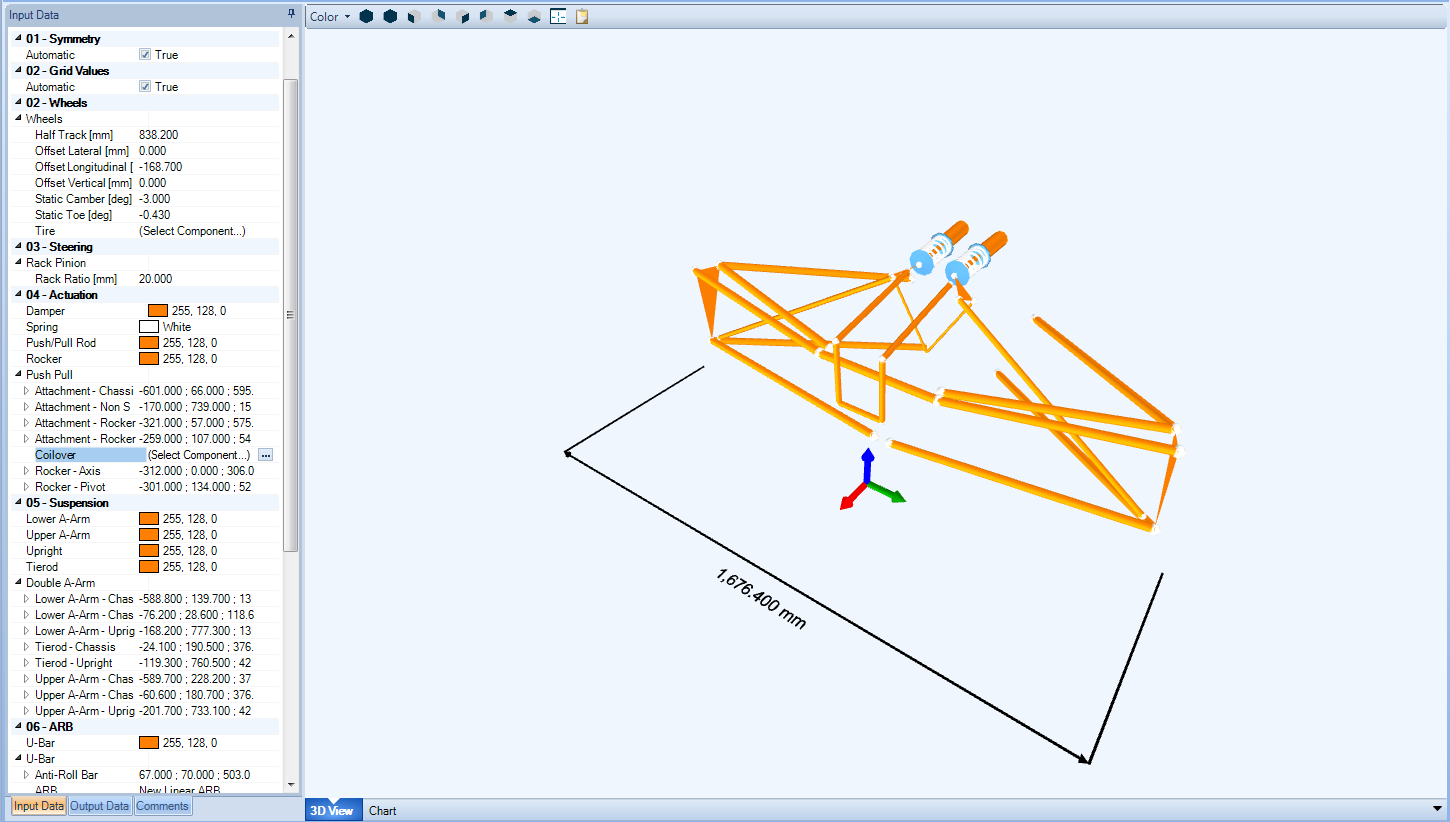 Input Data
Color
01 - Symmetry
Automatic True
02 - Grid Values
Automatic True
02 - Wheels
Wheels
Half Track [mm] 838.200
Offset Lateral [mm] 0.000
Offset Longitudinal [ -168.700
Offset Vertical [mm] 0.000
Static Camber [deg] -3.000
Static Toe [deg] -0.430
Tire (Select Component...)
03 - Steering
Rack Pinion
Rack Ratio [mm] 20.000
04 - Actuation
Damper 255, 128, 0
Spring White
Push/Pull Rod 255, 128, 0
Rocker 255, 128, 0
Push Pull
Attachment - Chassi -601.000 ; 66.000 ; 595.
Attachment - Non S -170.000 ; 739.000 ; 15
Attachment - Rocker -321.000 ; 57.000 ; 575.
Attachment - Rocker -259.000 ; 107.000 ; 54
Coilover (Select Component...) ...
Rocker - Axis -312.000 ; 0.000 ; 306.0
Rocker - Pivot -301.000 ; 134.000 ; 52
05 - Suspension
Lower A-Arm 255, 128, 0
Upper A-Arm 255, 128, 0
Upright 255, 128, 0
Tierod 255, 128, 0
Double A-Arm
Lower A-Arm - Chas -588.800 ; 139.700 ; 13
Lower A-Arm - Chas -76.200 ; 28.600 ; 118.6
Lower A-Arm - Uprig -168.200 ; 777.300 ; 13
Tierod - Chassis -24.100 ; 190.500 ; 376.
Tierod - Upright -119.300 ; 760.500 ; 42
Upper A-Arm - Chas -589.700 ; 228.200 ; 37
Upper A-Arm - Chas -60.600 ; 180.700 ; 376.
Upper A-Arm - Uprig -201.700 ; 733.100 ; 42
06 - ARB
U-Bar 255, 128, 0
U-Bar
Anti-Roll Bar 67.000 ; 70.000 ; 503.0
ARB New Linear ARB
Input Data Output Data Comments
1,676.400 mm
3D View Chart